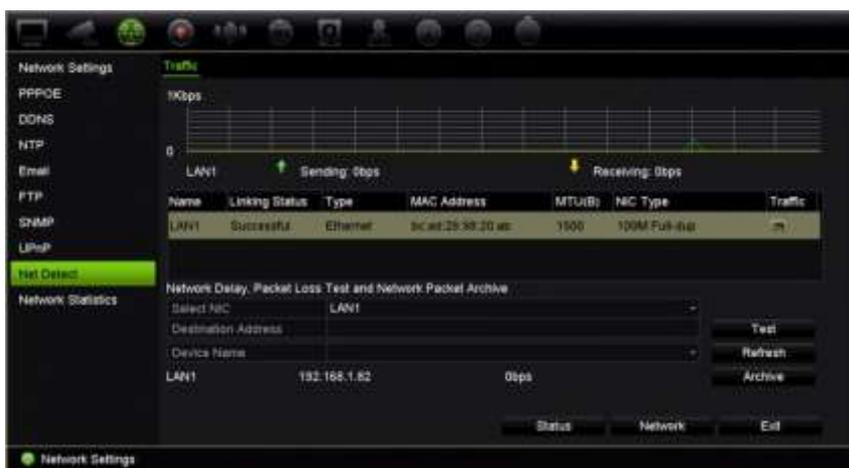 Network Settings
Traffic
PPPOE
DDNS
NTP
Email
FTP
SNMP
UPnP
Net Detect
Network Statistics
1Kbps
0
LAN1 Sending: 0bps Receiving: 0bps
Name Linking Status Type MAC Address MTU(B) NIC Type Traffic
LAN1 Successful Ethernet 1500 100M Full-dup
Network Delay, Packet Loss Test and Network Packet Archive
Select NIC LAN1
Destination Address Test
Device Name Refresh
LAN1 192.168.1.82 0bps Archive
Status Network Exit
Network Settings